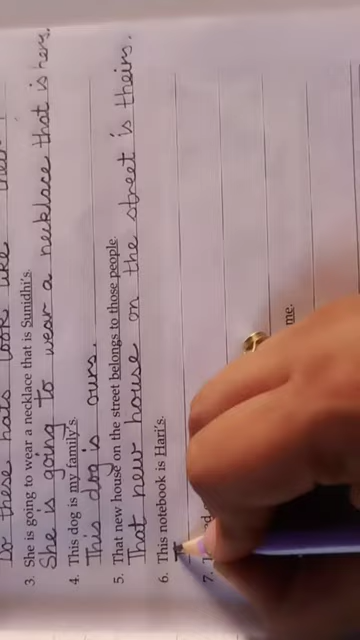 Do these hats look like
3. She is going to wear a necklace that is Sunidhi's.
She is going to wear a necklace that is hers.
4. This dog is my family's.
This dog is ours.
5. That new house on the street belongs to those people.
That new house on the street is theirs.
6. This notebook is Hari's.
7.
me.